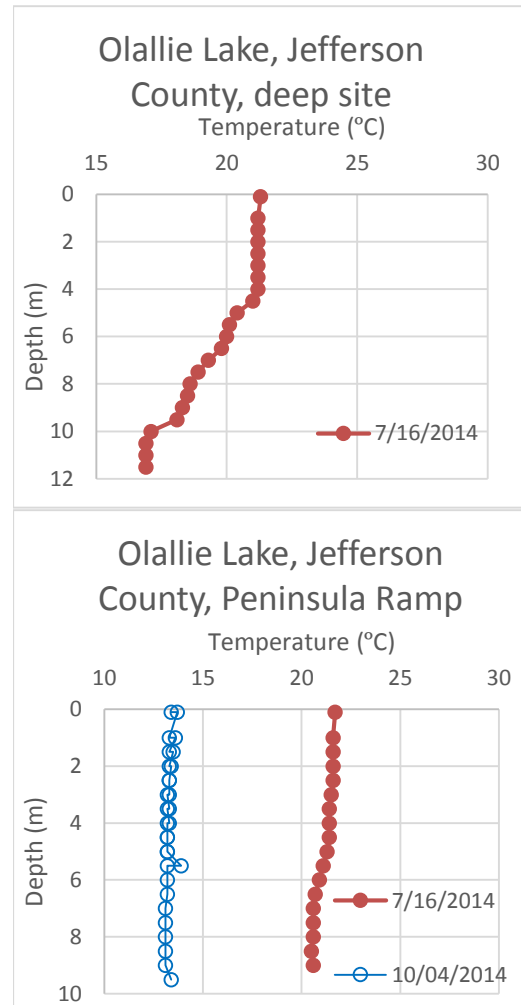 Olallie Lake, Jefferson
County, deep site
Temperature (°C)
15 20 25 30
0
2
4
6
8
10
12
Depth (m)
7/16/2014
Olallie Lake, Jefferson
County, Peninsula Ramp
Temperature (°C)
10 15 20 25 30
0
2
4
6
8
10
Depth (m)
7/16/2014
10/04/2014